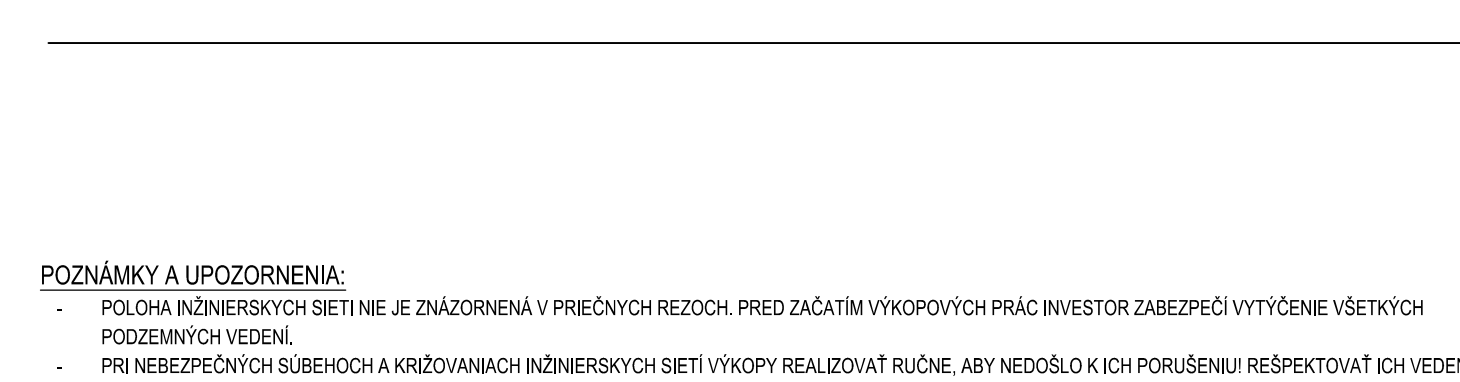 POZNÁMKY A UPOZORNENIA:
- POLOHA INŽINIERSKYCH SIETI NIE JE ZNÁZORNENÁ V PRIEČNYCH REZOCH. PRED ZAČATÍM VÝKOPOVÝCH PRÁC INVESTOR ZABEZPEČÍ VYTÝČENIE VŠETKÝCH
PODZEMNÝCH VEDENÍ.
- PRI NEBEZPEČNÝCH SÚBEHOCH A KRIŽOVANIACH INŽINIERSKYCH SIETÍ VÝKOPY REALIZOVAŤ RUČNE, ABY NEDOŠLO K ICH PORUŠENIU! REŠPEKTOVAŤ ICH